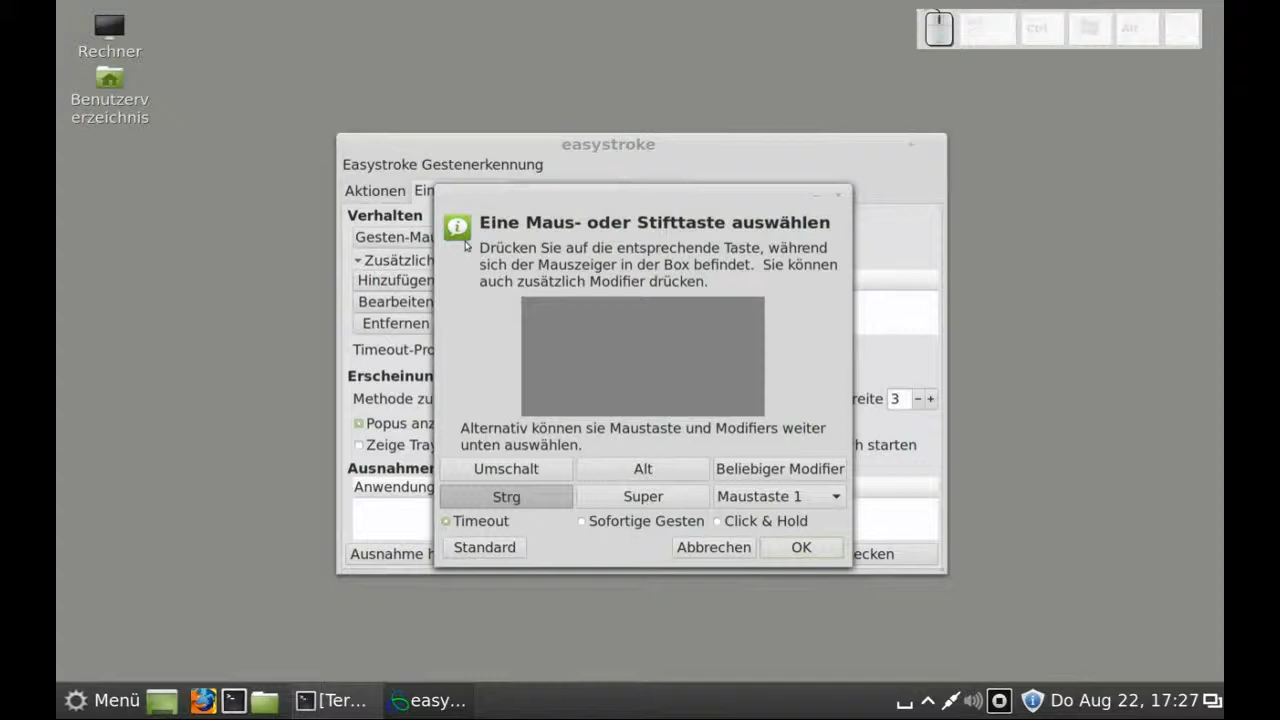 Rechner
Benutzerv
erzeichnis
Ctrl
Alt
easystroke
Easystroke Gestenerkennung
Aktionen
Ein
Verhalten
Gesten-Mau
Zusätzlich
Hinzufügen
Bearbeiten
Entfernen
Timeout-Pro
Erscheinun
Methode zu
reite 3 - +
Popus anz
Zeige Tray
h starten
Ausnahmen
Anwendung
Ausnahme h
ecken
Eine Maus- oder Stifttaste auswählen
Drücken Sie auf die entsprechende Taste, während
sich der Mauszeiger in der Box befindet. Sie können
auch zusätzlich Modifier drücken.
Alternativ können sie Maustaste und Modifiers weiter
unten auswählen.
Umschalt Alt Beliebiger Modifier
Strg Super Maustaste 1
Timeout Sofortige Gesten Click & Hold
Standard Abbrechen OK
Menü [Ter... easy... Do Aug 22, 17:27